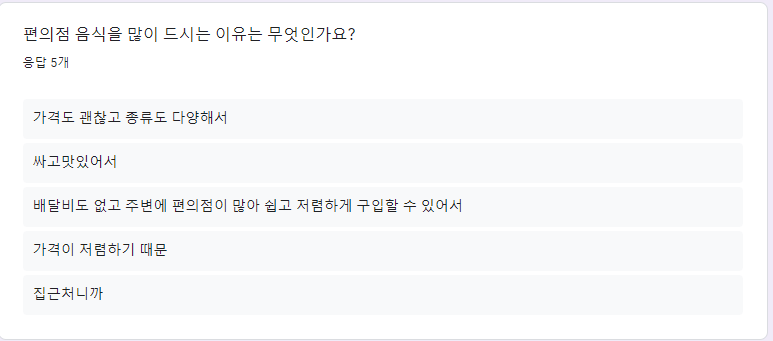 편의점 음식을 많이 드시는 이유는 무엇인가요?
응답 5개
가격도 괜찮고 종류도 다양해서
싸고맛있어서
배달비도 없고 주변에 편의점이 많아 쉽고 저렴하게 구입할 수 있어서
가격이 저렴하기 때문
집근처니까